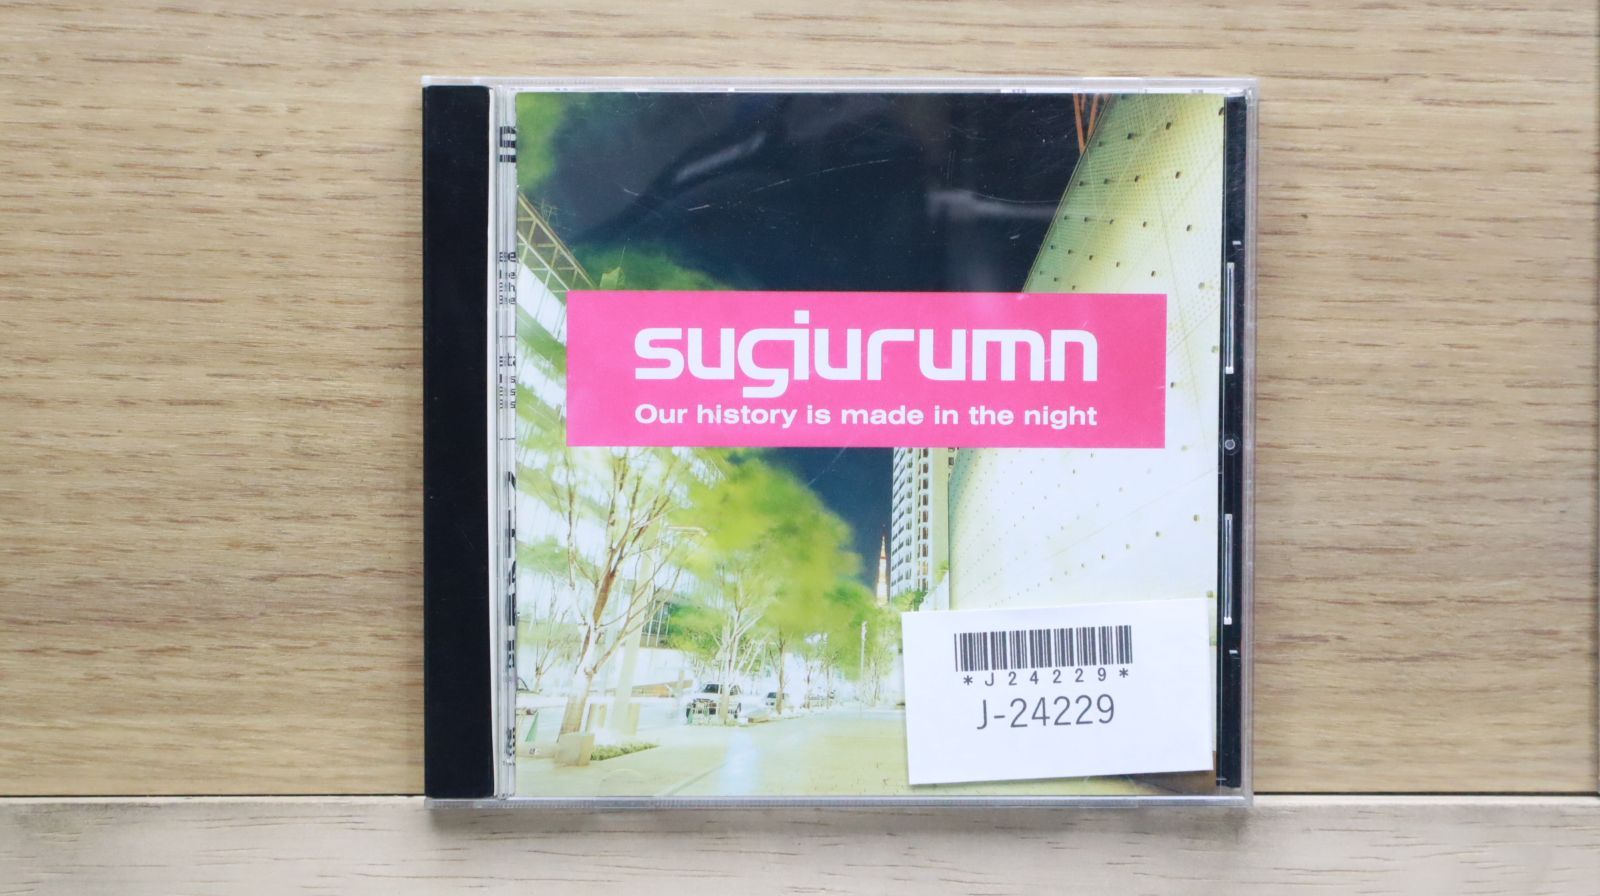 sugiurumn
Our history is made in the night
*J24229*
J-24229